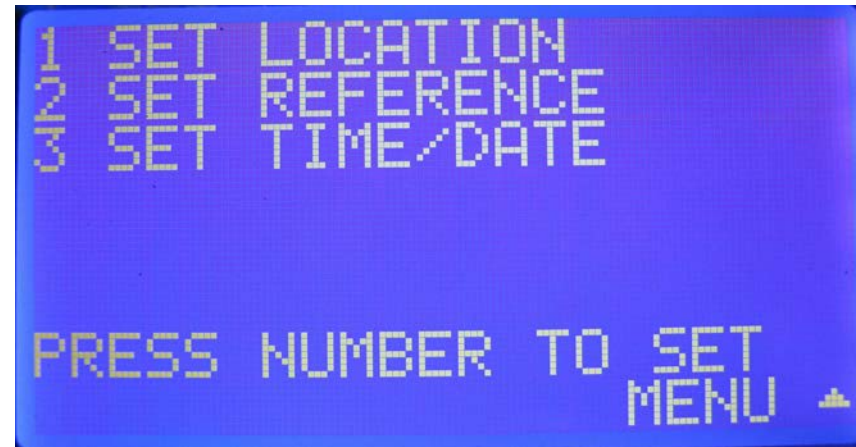 1 SET LOCATION
2 SET REFERENCE
3 SET TIME/DATE
PRESS NUMBER TO SET
MENU